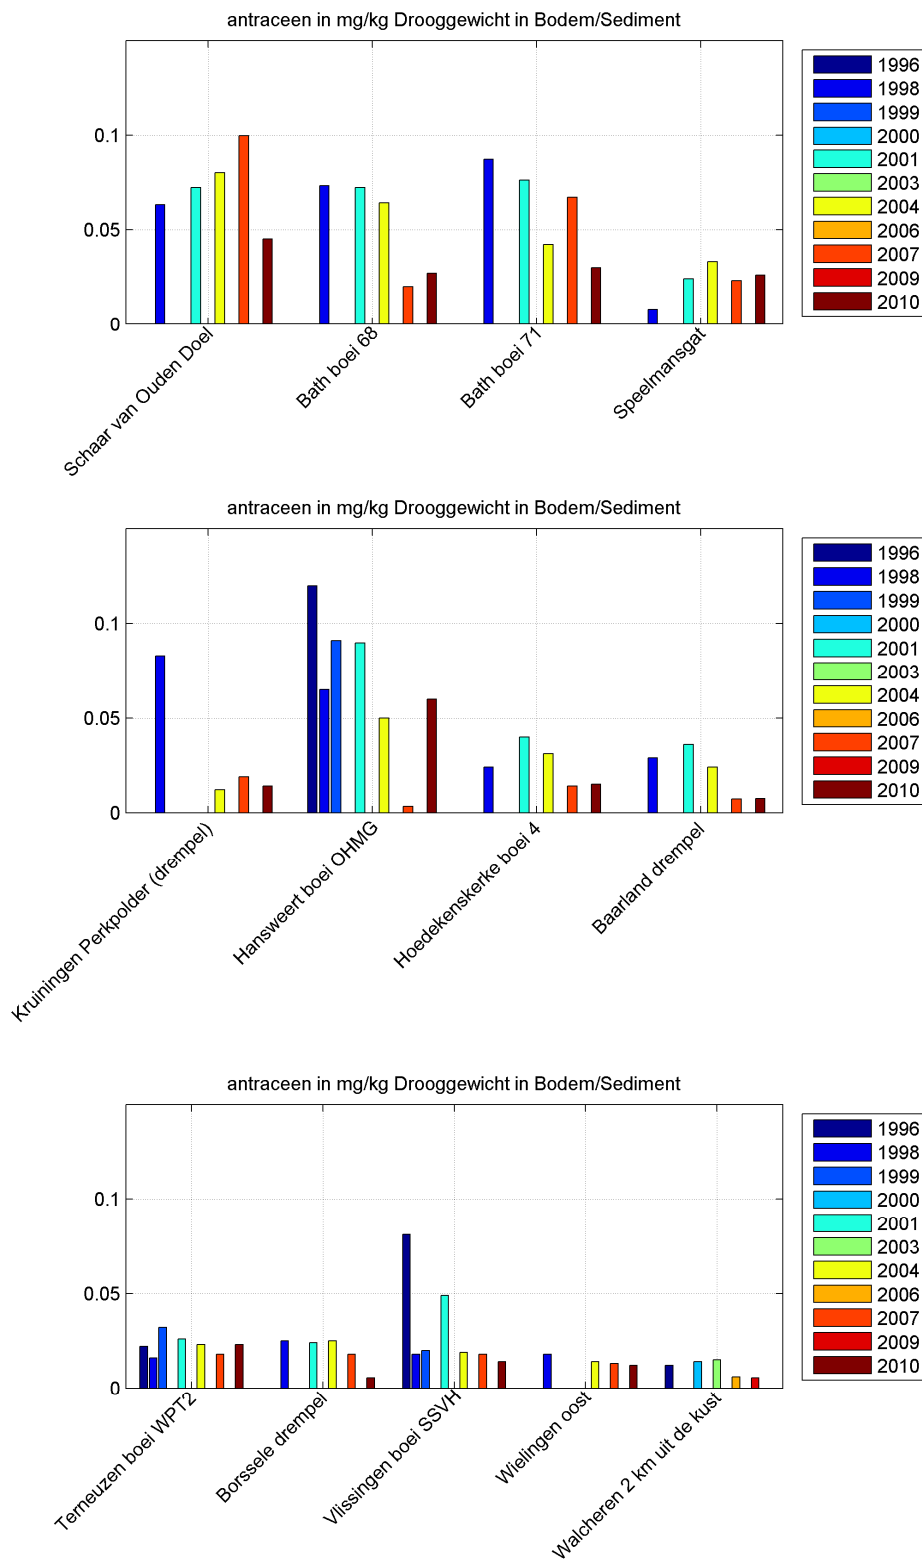 antraceen in mg/kg Drooggewicht in Bodem/Sediment
0.1
0.05
0
Schaar van Ouden Doel
Bath boei 68
Bath boei 71
Speelmansgat
1996
1998
1999
2000
2001
2003
2004
2006
2007
2009
2010
antraceen in mg/kg Drooggewicht in Bodem/Sediment
0.1
0.05
0
Kruiningen Perkpolder (drempel)
Hansweert boei OHMG
Hoedekenskerke boei 4
Baarland drempel
1996
1998
1999
2000
2001
2003
2004
2006
2007
2009
2010
antraceen in mg/kg Drooggewicht in Bodem/Sediment
0.1
0.05
0
Terneuzen boei WPT2
Borssele drempel
Vlissingen boei SSVH
Wielingen oost
Walcheren 2 km uit de kust
1996
1998
1999
2000
2001
2003
2004
2006
2007
2009
2010